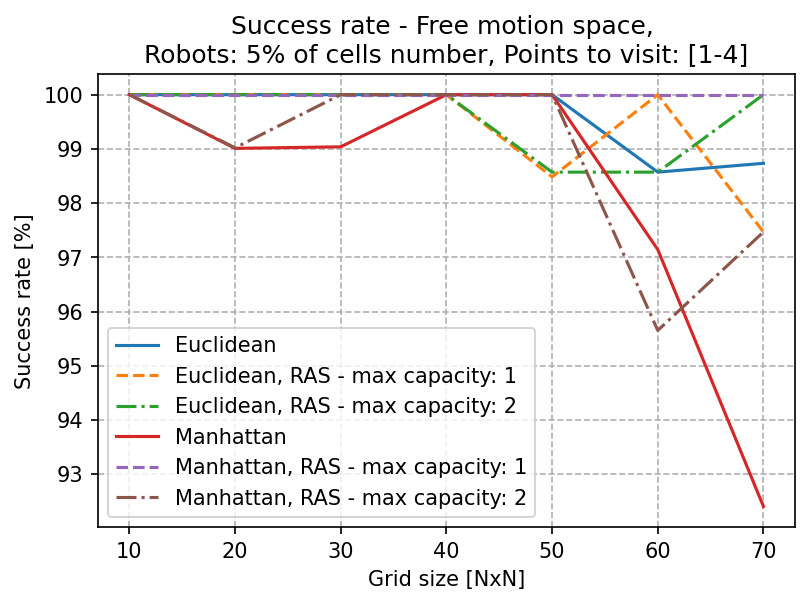 Success rate - Free motion space,
Robots: 5% of cells number, Points to visit: [1-4]
Success rate [%]
100
99
98
97
96
95
94
93
Euclidean
Euclidean, RAS - max capacity: 1
Euclidean, RAS - max capacity: 2
Manhattan
Manhattan, RAS - max capacity: 1
Manhattan, RAS - max capacity: 2
10 20 30 40 50 60 70
Grid size [NxN]